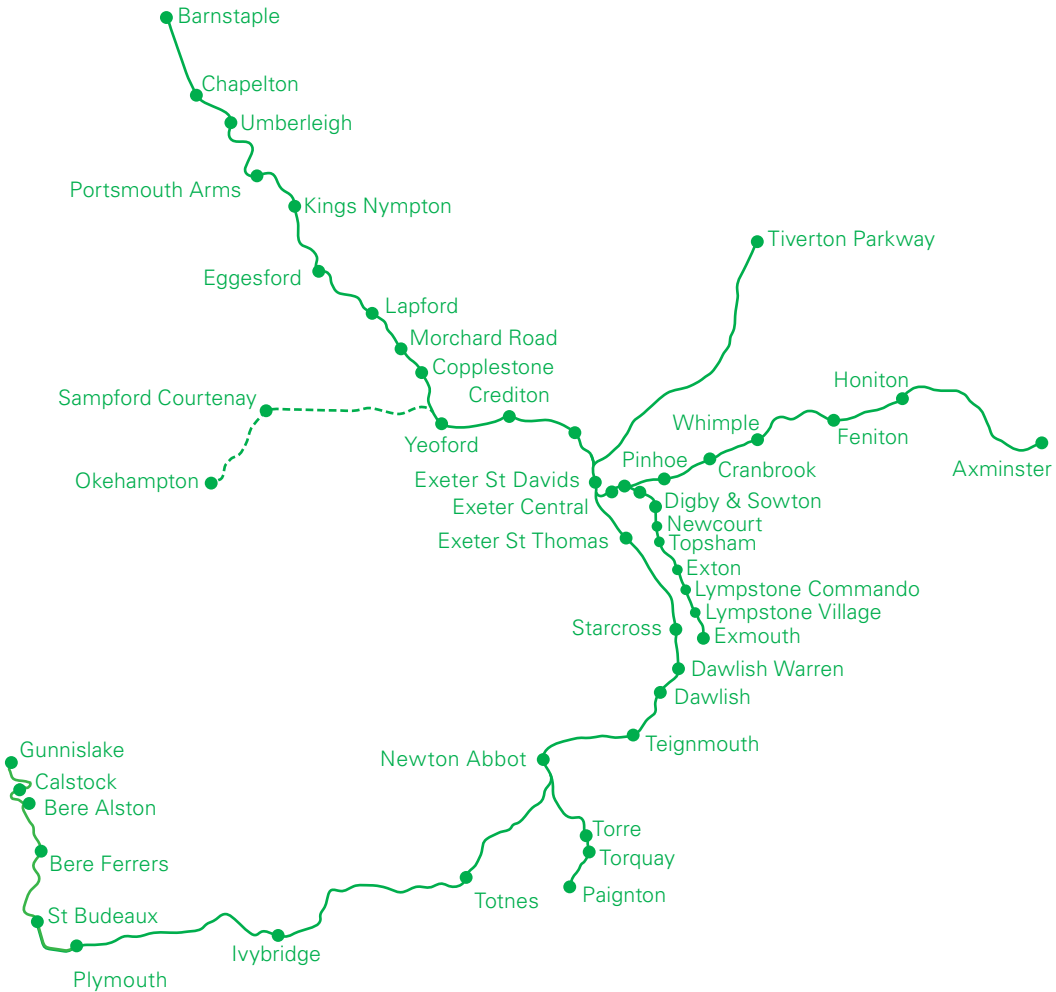 Barnstaple
Chapelton
Umberleigh
Portsmouth Arms
Kings Nympton
Tiverton Parkway
Eggesford
Lapford
Morchard Road
Copplestone
Honiton
Crediton
Sampford Courtenay
Whimple
Feniton
Yeoford
Pinhoe
Cranbrook
Axminster
Okehampton
Exeter St Davids
Exeter Central
Digby & Sowton
Newcourt
Exeter St Thomas
Topsham
Exton
Lympstone Commando
Lympstone Village
Starcross
Exmouth
Dawlish Warren
Dawlish
Teignmouth
Gunnislake
Newton Abbot
Calstock
Bere Alston
Torre
Torquay
Bere Ferrers
Paignton
Totnes
St Budeaux
Ivybridge
Plymouth